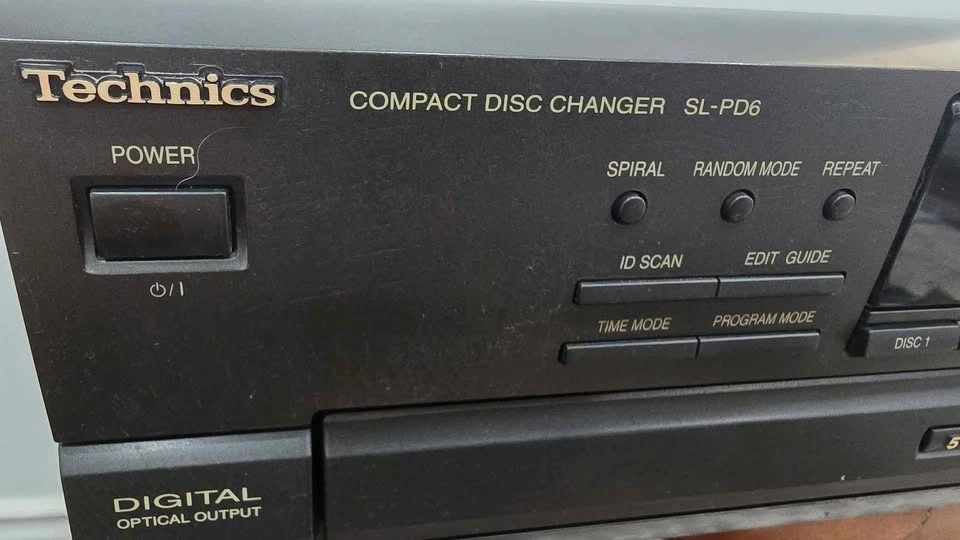 Technics
COMPACT DISC CHANGER SL-PD6
POWER
⏻/I
SPIRAL RANDOM MODE REPEAT
ID SCAN EDIT GUIDE
TIME MODE PROGRAM MODE
DISC 1
5
DIGITAL
OPTICAL OUTPUT